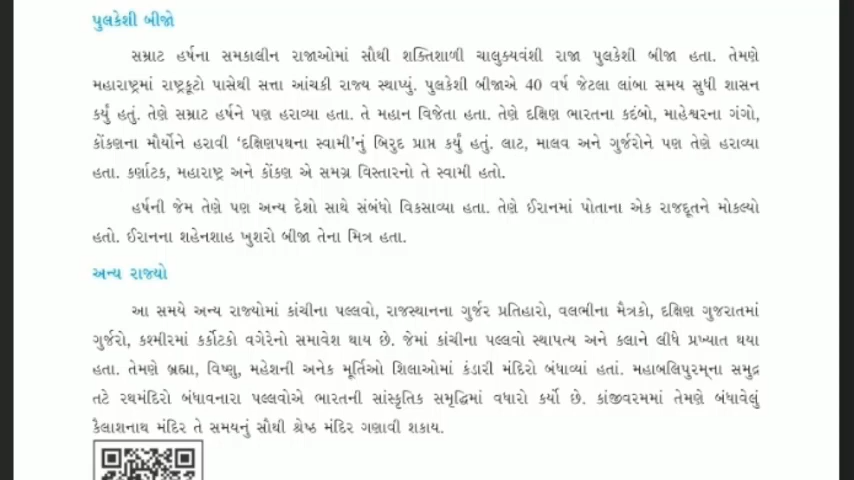 પુલકેશી બીજો
સમ્રાટ હર્ષના સમકાલીન રાજાઓમાં સૌથી શક્તિશાળી ચાલુક્યવંશી રાજા પુલકેશી બીજા હતા. તેમણે
મહારાષ્ટ્રમાં રાષ્ટ્રકૂટો પાસેથી સત્તા આંચકી રાજ્ય સ્થાપ્યું. પુલકેશી બીજાએ 40 વર્ષ જેટલા લાંબા સમય સુધી શાસન
કર્યું હતું. તેણે સમ્રાટ હર્ષને પણ હરાવ્યા હતા. તે મહાન વિજેતા હતા. તેણે દક્ષિણ ભારતના કદંબો, માહેશ્વરના ગંગો,
કોંકણના મૌર્યોને હરાવી ‘દક્ષિણપથના સ્વામી’નું બિરુદ પ્રાપ્ત કર્યું હતું. લાટ, માલવ અને ગુર્જરોને પણ તેણે હરાવ્યા
હતા. કર્ણાટક, મહારાષ્ટ્ર અને કોંકણ એ સમગ્ર વિસ્તારનો તે સ્વામી હતો.
હર્ષની જેમ તેણે પણ અન્ય દેશો સાથે સંબંધો વિકસાવ્યા હતા. તેણે ઈરાનમાં પોતાના એક રાજદૂતને મોકલ્યો
હતો. ઈરાનના શહેનશાહ ખુશરો બીજા તેના મિત્ર હતા.
અન્ય રાજ્યો
આ સમયે અન્ય રાજ્યોમાં કાંચીના પલ્લવો, રાજસ્થાનના ગુર્જર પ્રતિહારો, વલભીના મૈત્રકો, દક્ષિણ ગુજરાતમાં
ગુર્જરો, કશ્મીરમાં કર્કોટકો વગેરેનો સમાવેશ થાય છે. જેમાં કાંચીના પલ્લવો સ્થાપત્ય અને કલાને લીધે પ્રખ્યાત થયા
હતા. તેમણે બ્રહ્મા, વિષ્ણુ, મહેશની અનેક મૂર્તિઓ શિલાઓમાં કંડારી મંદિરો બંધાવ્યાં હતાં. મહાબલિપુરમ્‌ના સમુદ્ર
તટે રથમંદિરો બંધાવનારા પલ્લવોએ ભારતની સાંસ્કૃતિક સમૃદ્ધિમાં વધારો કર્યો છે. કાંજીવરમમાં તેમણે બંધાવેલું
કૈલાશનાથ મંદિર તે સમયનું સૌથી શ્રેષ્ઠ મંદિર ગણાવી શકાય.